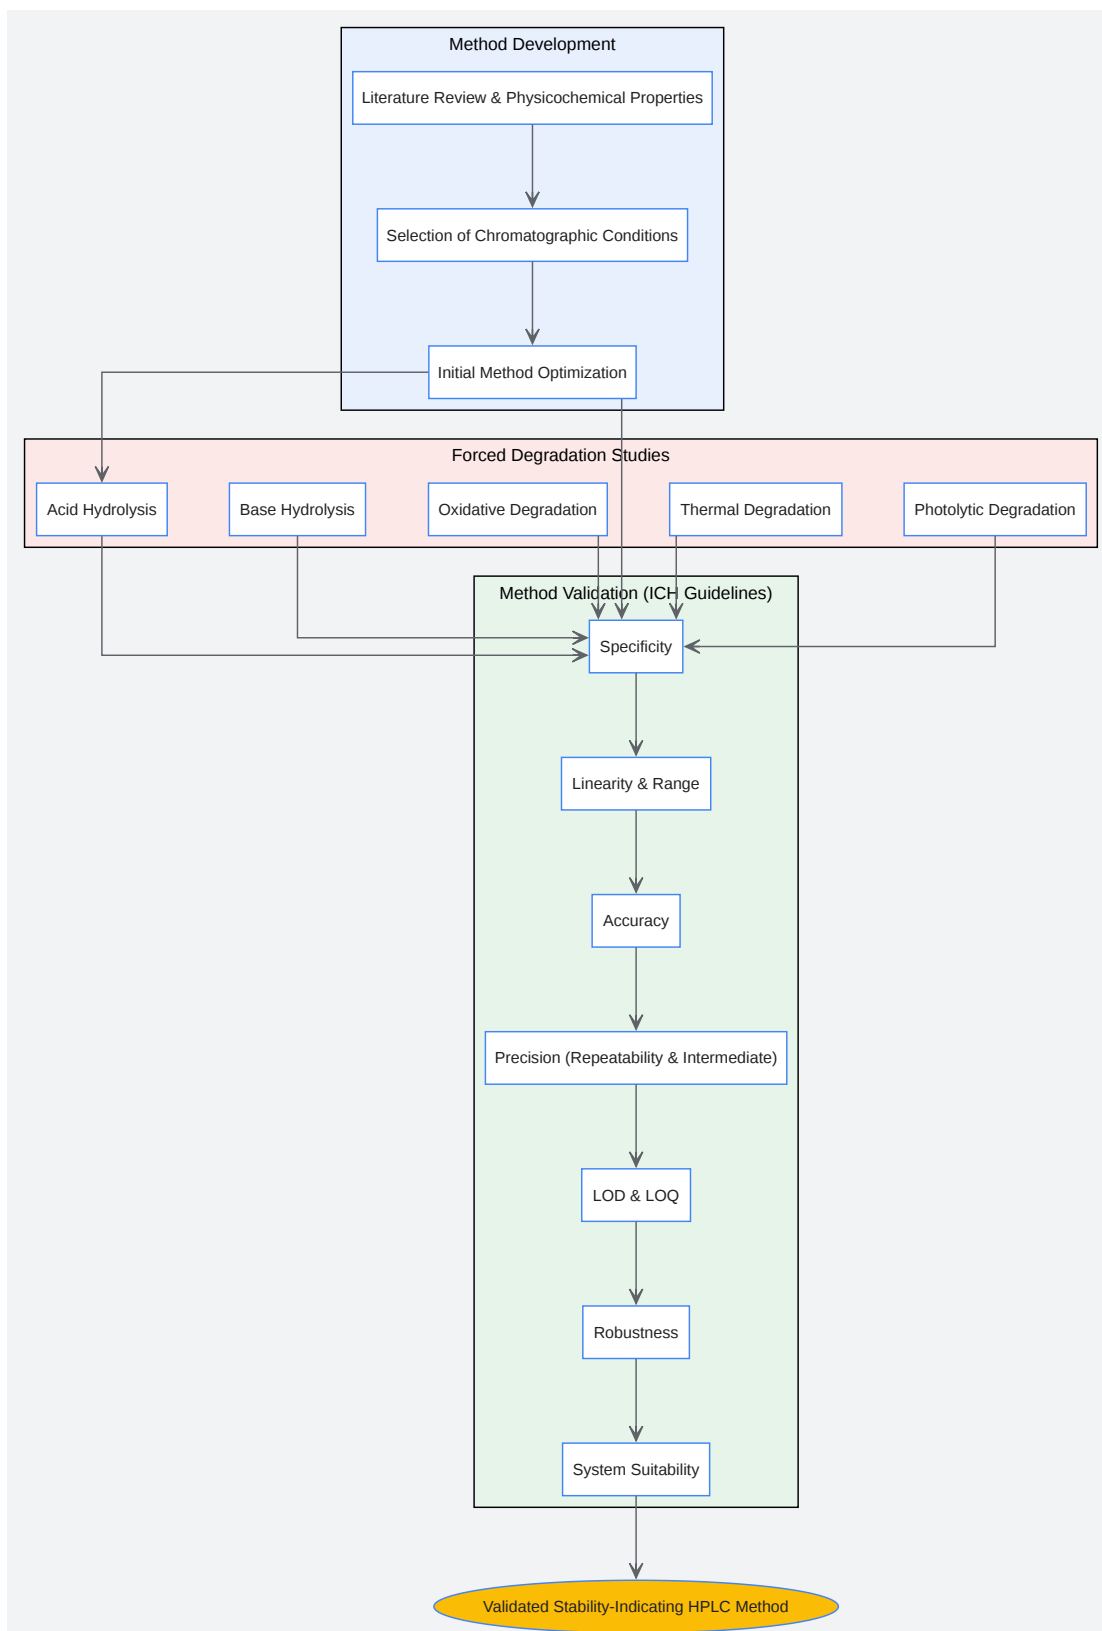 Method Development
Literature Review & Physicochemical Properties
Selection of Chromatographic Conditions
Initial Method Optimization
Forced Degradation Studies
Acid Hydrolysis
Base Hydrolysis
Oxidative Degradation
Thermal Degradation
Photolytic Degradation
Method Validation (ICH Guidelines)
Specificity
Linearity & Range
Accuracy
Precision (Repeatability & Intermediate)
LOD & LOQ
Robustness
System Suitability
Validated Stability-Indicating HPLC Method